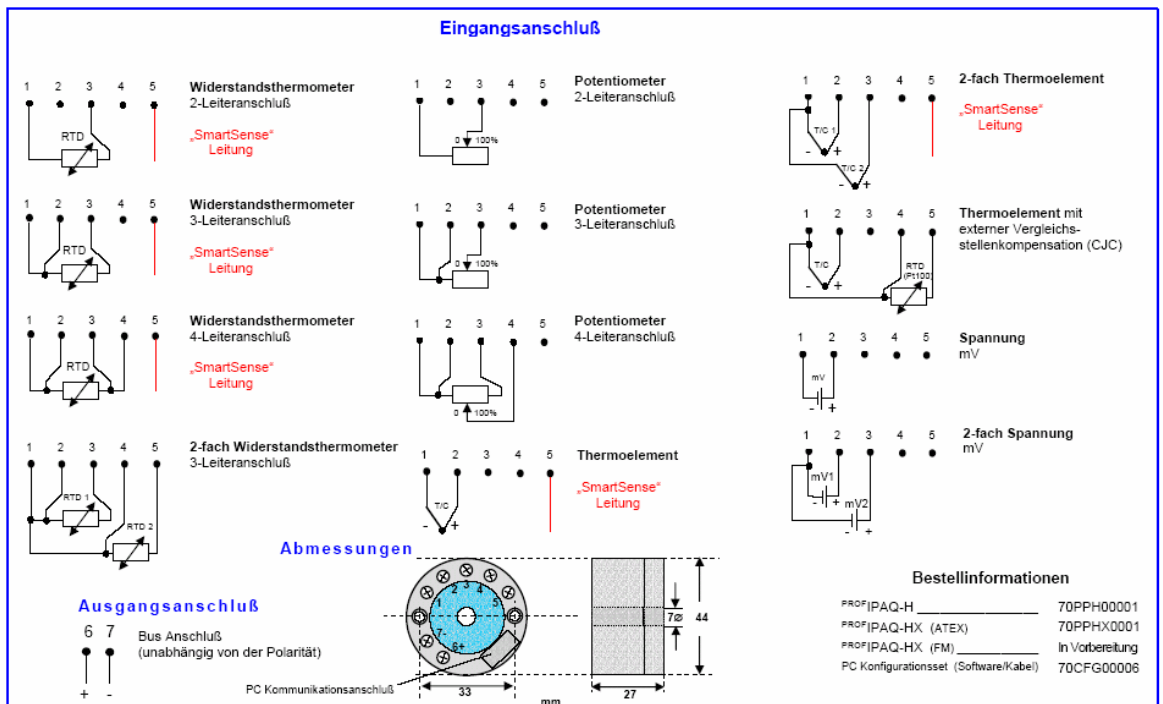 Eingangsanschluß
1 2 3 4 5
Widerstandsthermometer
2-Leiteranschluß
„SmartSense“
Leitung
RTD
1 2 3 4 5
Widerstandsthermometer
3-Leiteranschluß
„SmartSense“
Leitung
RTD
1 2 3 4 5
Widerstandsthermometer
4-Leiteranschluß
„SmartSense“
Leitung
RTD
1 2 3 4 5
2-fach Widerstandsthermometer
3-Leiteranschluß
RTD 1
RTD 2
1 2 3 4 5
Potentiometer
2-Leiteranschluß
0 100%
1 2 3 4 5
Potentiometer
3-Leiteranschluß
0 100%
1 2 3 4 5
Potentiometer
4-Leiteranschluß
0 100%
1 2 3 4 5
Thermoelement
„SmartSense“
Leitung
T/C
- +
1 2 3 4 5
2-fach Thermoelement
„SmartSense“
Leitung
T/C 1
- +
T/C 2
- +
1 2 3 4 5
Thermoelement mit
externer Vergleichs-
stellenkompensation (CJC)
T/C
- +
RTD
(Pt100)
1 2 3 4 5
Spannung
mV
mV
- +
1 2 3 4 5
2-fach Spannung
mV
mV1
- +
mV2
- +
Ausgangsanschluß
6 7
Bus Anschluß
(unabhängig von der Polarität)
+ -
Abmessungen
1 2 3 4 5
7- 6+
PC Kommunikationsanschluß
33
mm
27
7ø
44
Bestellinformationen
PROFIPAQ-H ____________________ 70PPH00001
PROFIPAQ-HX (ATEX) 70PPHX0001
PROFIPAQ-HX (FM) ______________ In Vorbereitung
PC Konfigurationsset (Software/Kabel) 70CFG00006